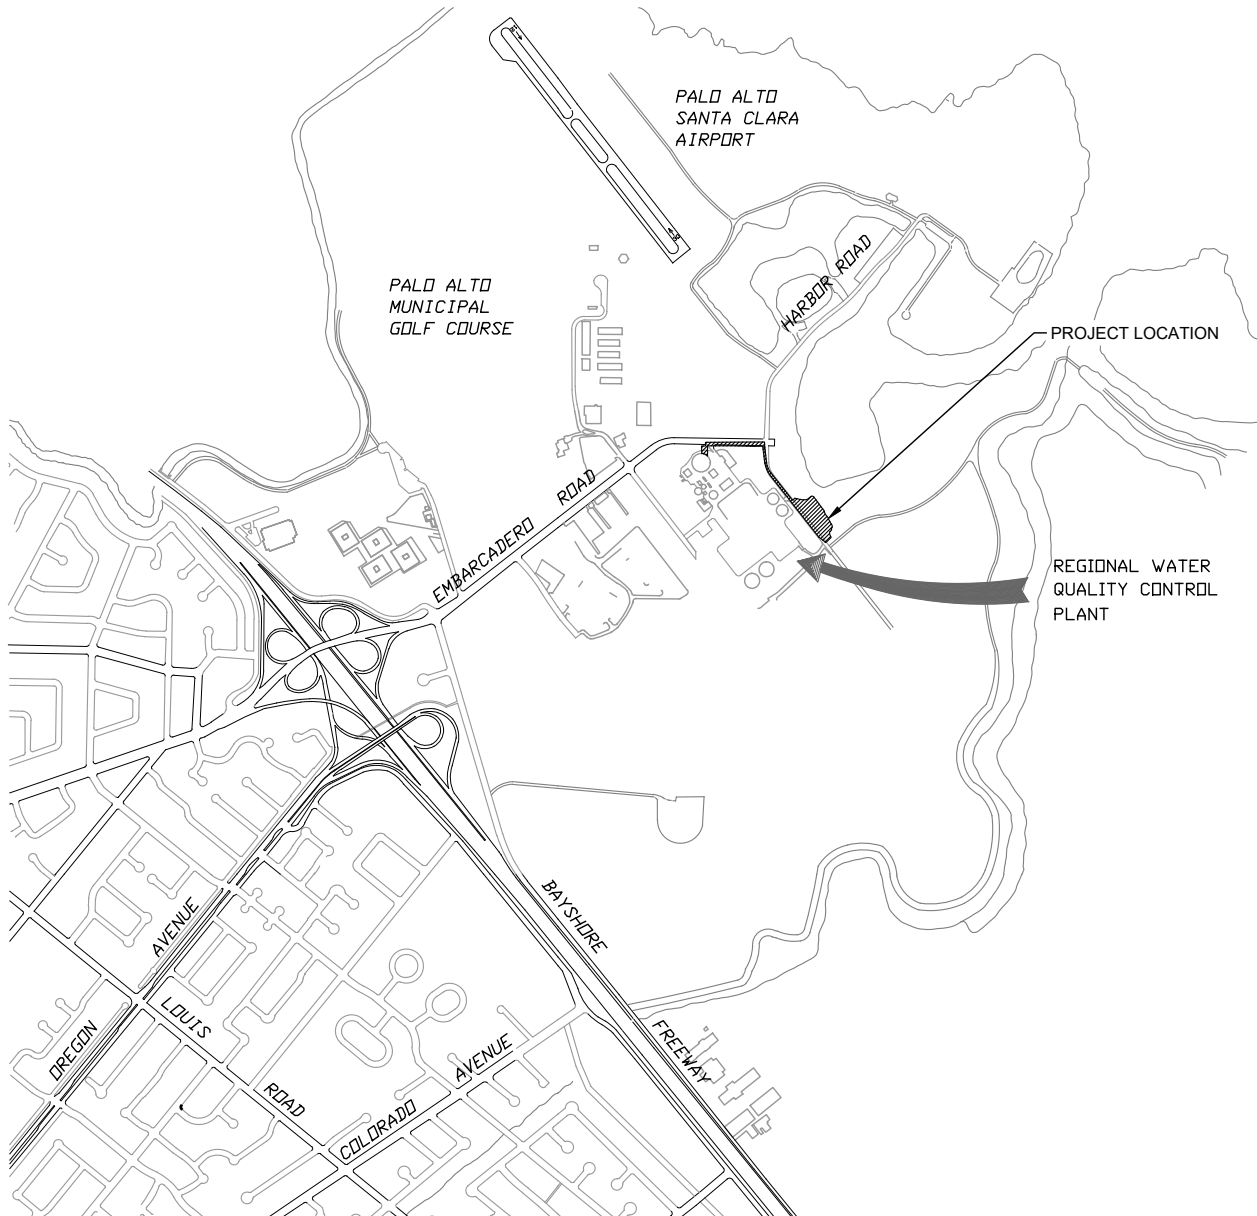 PALO ALTO
SANTA CLARA
AIRPORT
HARBOR ROAD
PALO ALTO
MUNICIPAL
GOLF COURSE
PROJECT LOCATION
EMBARCADERO ROAD
REGIONAL WATER
QUALITY CONTROL
PLANT
BAYSHORE
FREEWAY
OREGON AVENUE
LOUIS ROAD
COLORADO AVENUE